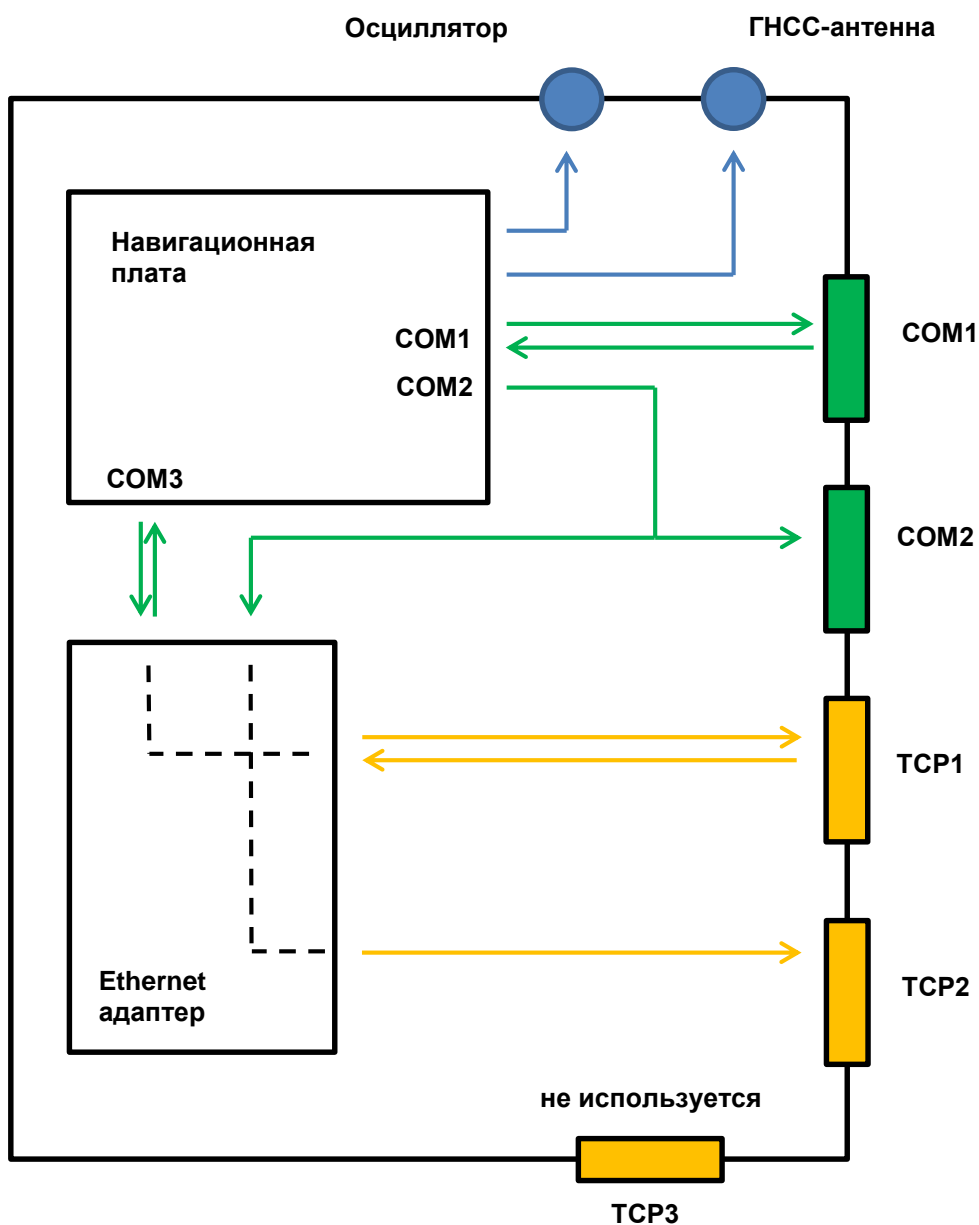 Осциллятор
ГНСС-антенна
Навигационная
плата
COM1
COM1
COM2
COM3
COM2
TCP1
Ethernet
адаптер
TCP2
не используется
TCP3